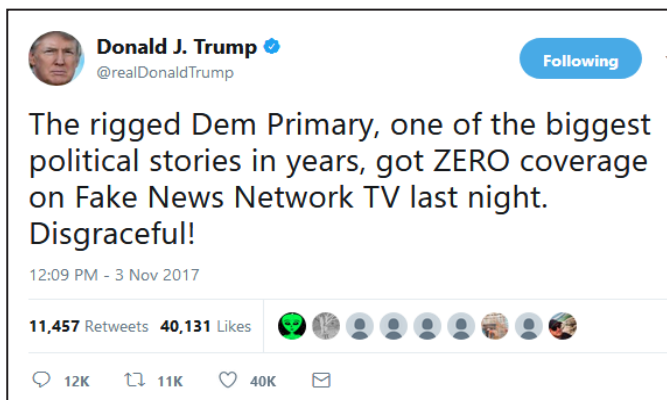 Donald J. Trump
@realDonaldTrump
Following
The rigged Dem Primary, one of the biggest
political stories in years, got ZERO coverage
on Fake News Network TV last night.
Disgraceful!
12:09 PM - 3 Nov 2017
11,457 Retweets 40,131 Likes
12K 11K 40K